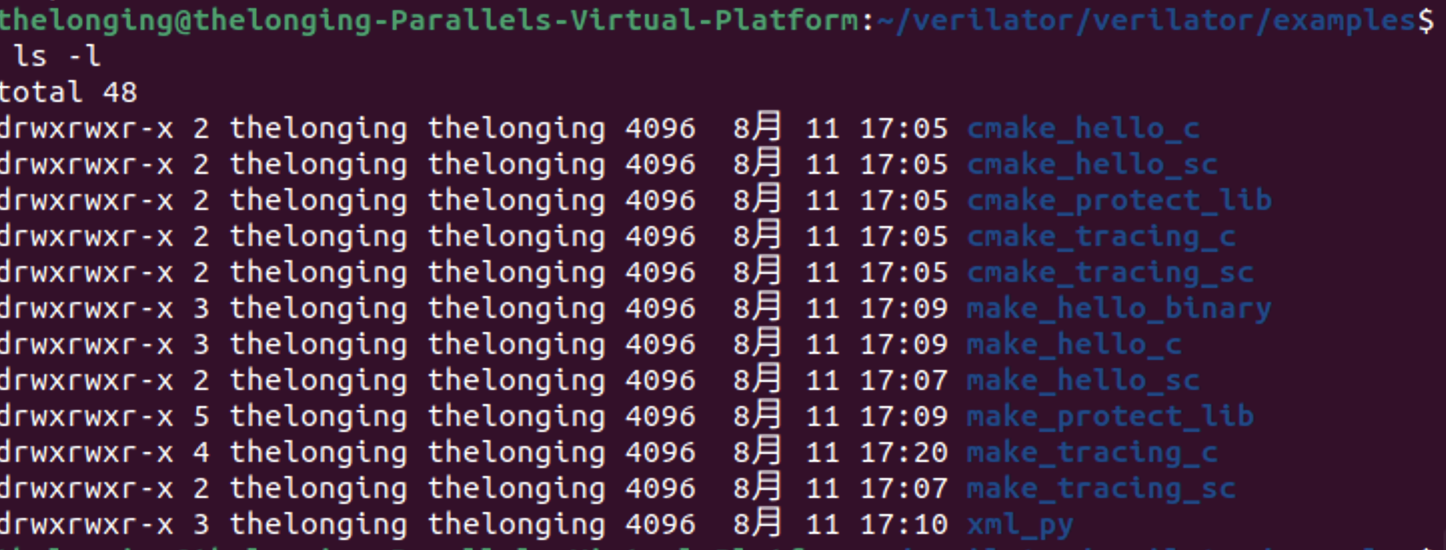 thelonging@thelonging-Parallels-Virtual-Platform:~/verilator/verilator/examples$
ls -l
total 48
drwxrwxr-x 2 thelonging thelonging 4096  8月 11 17:05 cmake_hello_c
drwxrwxr-x 2 thelonging thelonging 4096  8月 11 17:05 cmake_hello_sc
drwxrwxr-x 2 thelonging thelonging 4096  8月 11 17:05 cmake_protect_lib
drwxrwxr-x 2 thelonging thelonging 4096  8月 11 17:05 cmake_tracing_c
drwxrwxr-x 2 thelonging thelonging 4096  8月 11 17:05 cmake_tracing_sc
drwxrwxr-x 3 thelonging thelonging 4096  8月 11 17:09 make_hello_binary
drwxrwxr-x 3 thelonging thelonging 4096  8月 11 17:09 make_hello_c
drwxrwxr-x 2 thelonging thelonging 4096  8月 11 17:07 make_hello_sc
drwxrwxr-x 5 thelonging thelonging 4096  8月 11 17:09 make_protect_lib
drwxrwxr-x 4 thelonging thelonging 4096  8月 11 17:20 make_tracing_c
drwxrwxr-x 2 thelonging thelonging 4096  8月 11 17:07 make_tracing_sc
drwxrwxr-x 3 thelonging thelonging 4096  8月 11 17:10 xml_py